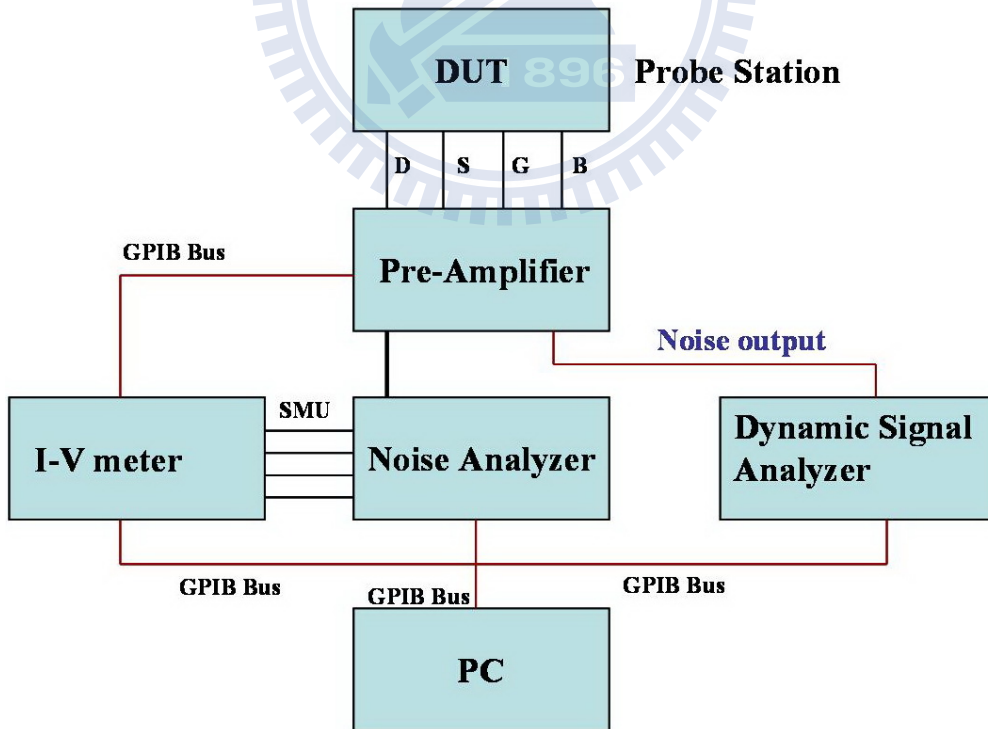 DUT
1896
Probe Station
D
S
G
B
GPIB Bus
Pre-Amplifier
Noise output
SMU
I-V meter
Noise Analyzer
Dynamic Signal
Analyzer
GPIB Bus
GPIB Bus
GPIB Bus
PC